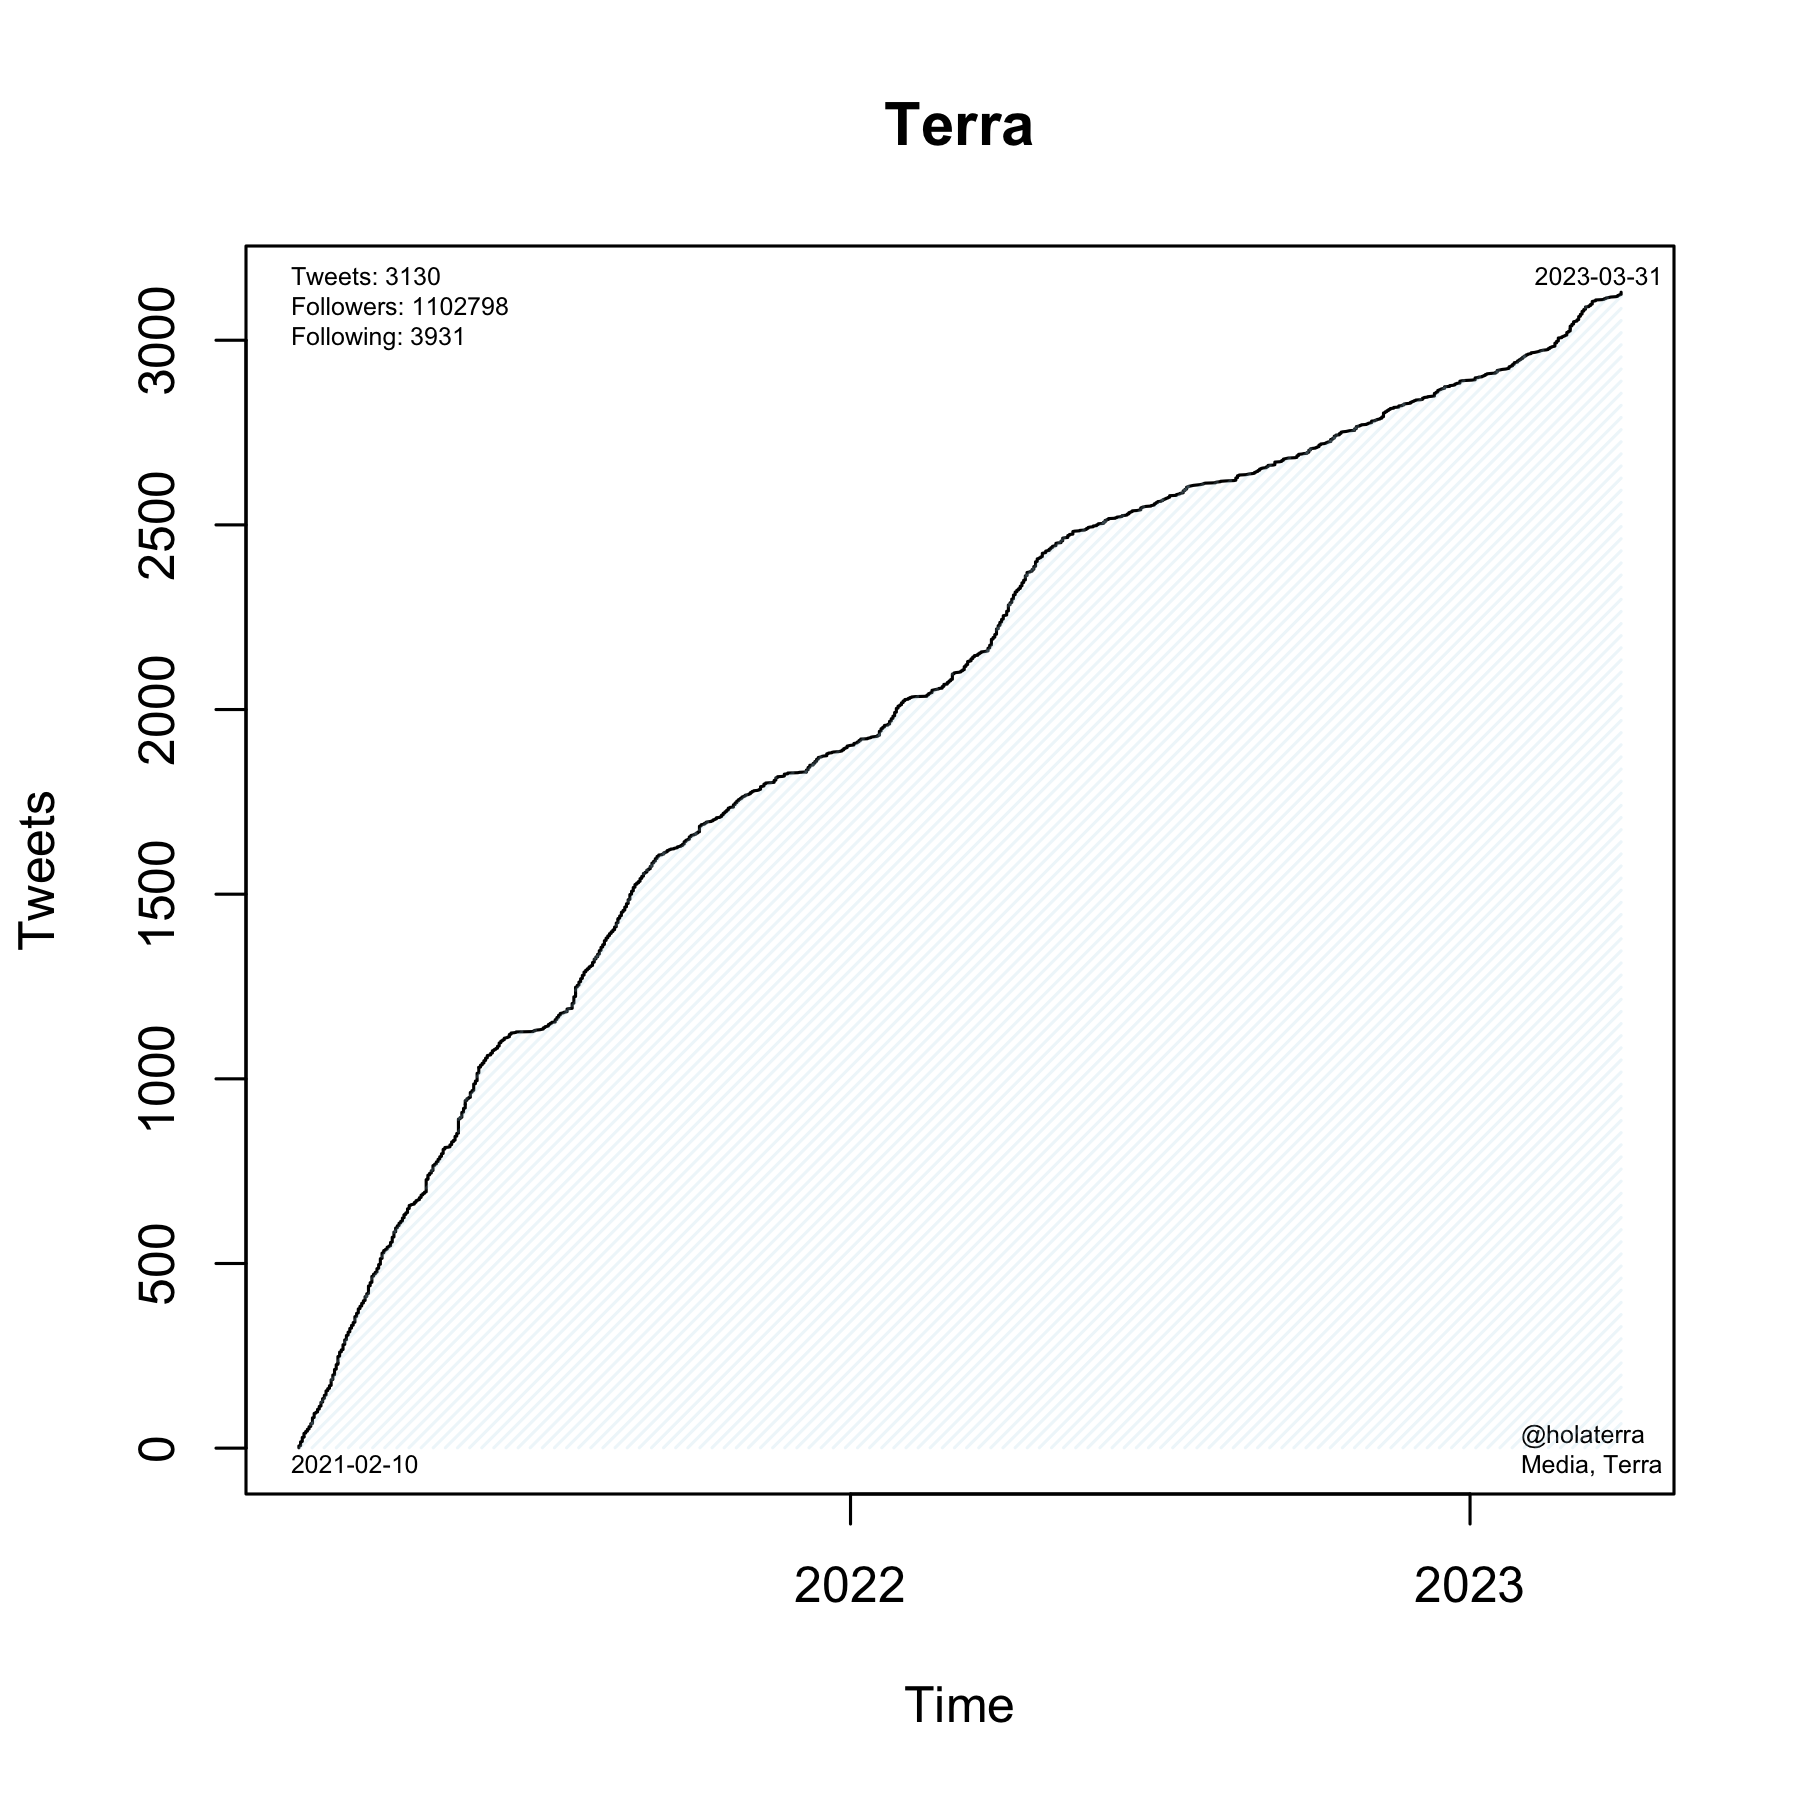 Terra
Tweets: 3130
Followers: 1102798
Following: 3931
2023-03-31
3000
2500
2000
1500
1000
500
0
Tweets
2021-02-10
@holaterra
Media, Terra
2022
2023
Time